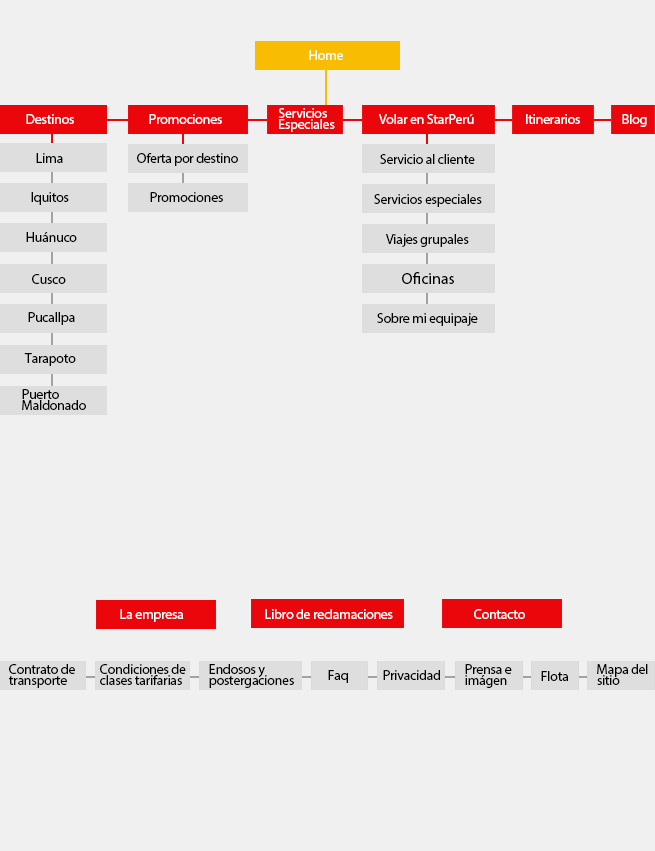 Home
Destinos
Promociones
Servicios
Especiales
Volar en StarPerú
Itinerarios
Blog
Lima
Iquitos
Huánuco
Cusco
Pucallpa
Tarapoto
Puerto
Maldonado
Oferta por destino
Promociones
Servicio al cliente
Servicios especiales
Viajes grupales
Oficinas
Sobre mi equipaje
La empresa
Libro de reclamaciones
Contacto
Contrato de
transporte
Condiciones de
clases tarifarias
Endosos y
postergaciones
Faq
Privacidad
Prensa e
imágen
Flota
Mapa del
sitio